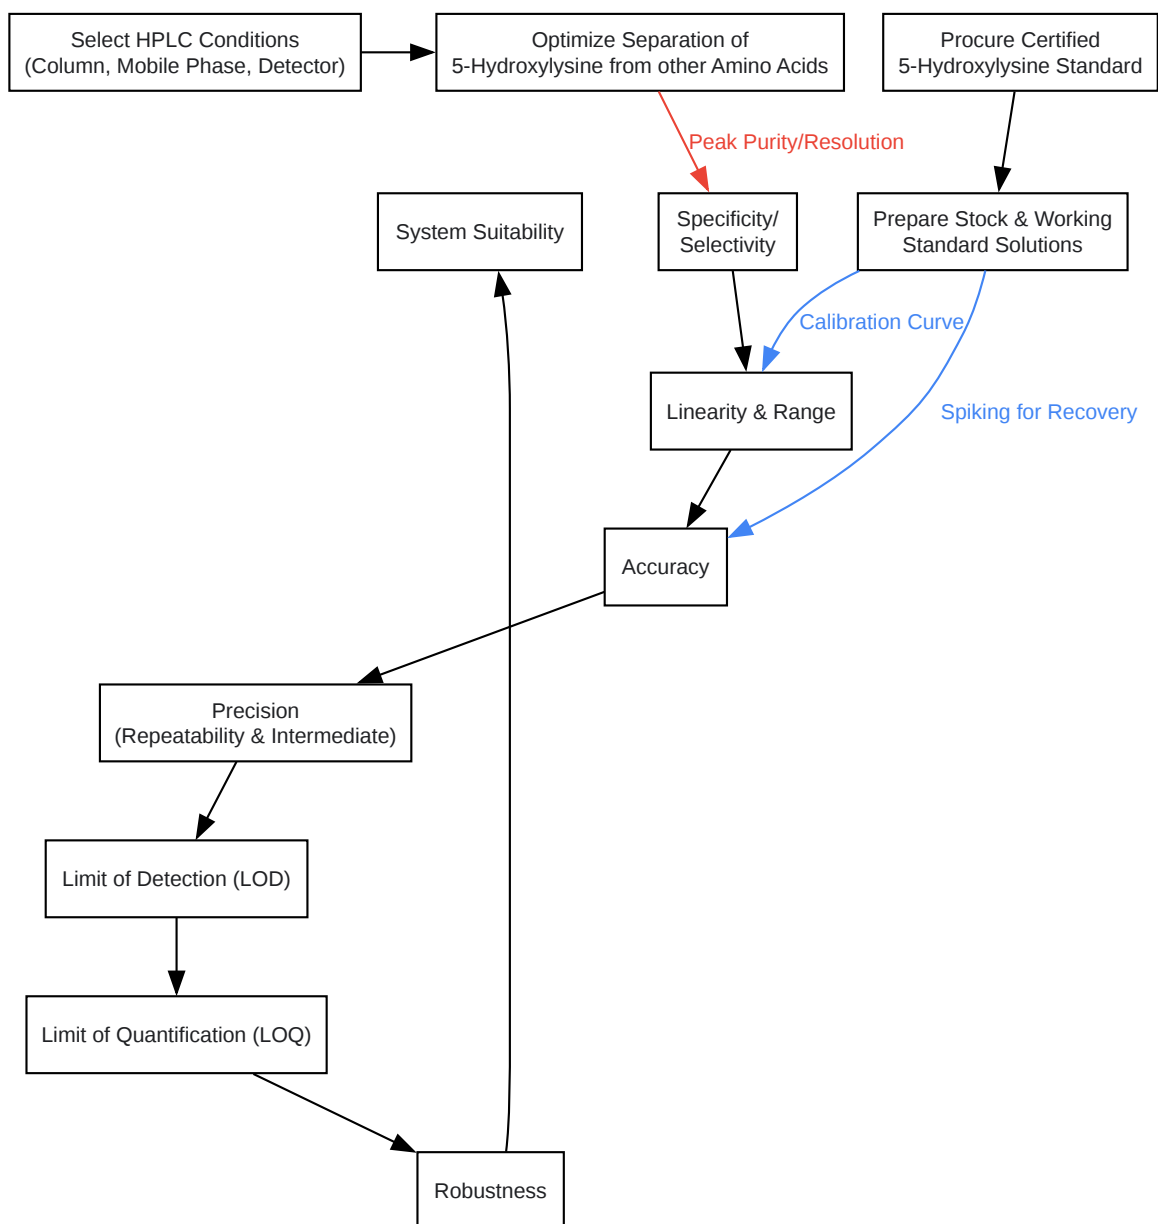 Select HPLC Conditions
(Column, Mobile Phase, Detector)
Optimize Separation of
5-Hydroxylysine from other Amino Acids
Procure Certified
5-Hydroxylysine Standard
Peak Purity/Resolution
System Suitability
Specificity/
Selectivity
Prepare Stock & Working
Standard Solutions
Calibration Curve
Linearity & Range
Spiking for Recovery
Accuracy
Precision
(Repeatability & Intermediate)
Limit of Detection (LOD)
Limit of Quantification (LOQ)
Robustness